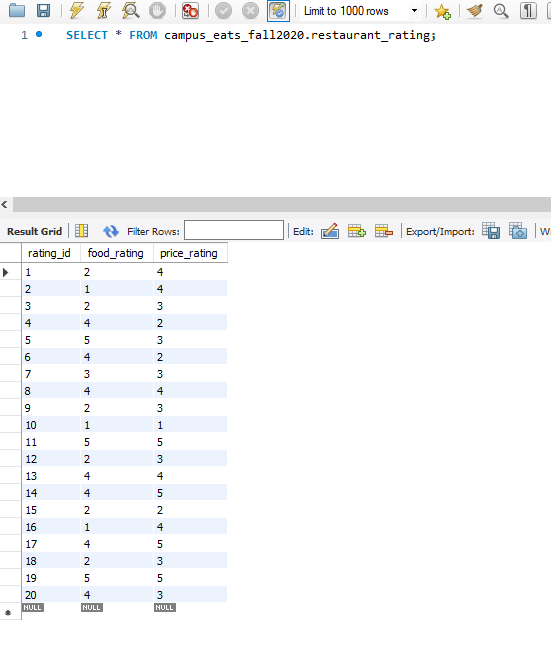 Limit to 1000 rows
1 SELECT * FROM campus_eats_fall2020.restaurant_rating;
Result Grid Filter Rows: Edit: Export/Import: W
rating_id food_rating price_rating
1 2 4
2 1 4
3 2 3
4 4 2
5 5 3
6 4 2
7 3 3
8 4 4
9 2 3
10 1 1
11 5 5
12 2 3
13 4 4
14 4 5
15 2 2
16 1 4
17 4 5
18 2 3
19 5 5
20 4 3
NULL NULL NULL